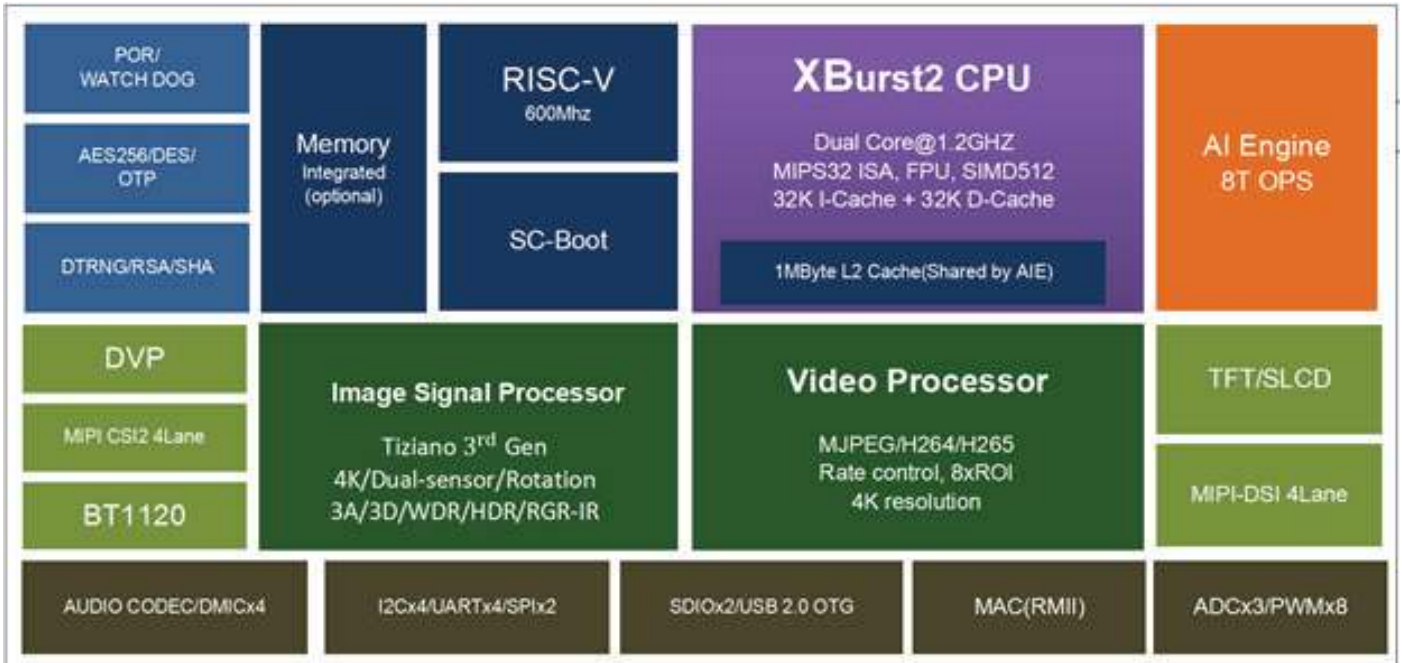 POR/
WATCH DOG
AES256/DES/
OTP
DTRNG/RSA/SHA
Memory
Integrated
(optional)
RISC-V
600Mhz
SC-Boot
XBurst2 CPU
Dual Core@1.2GHZ
MIPS32 ISA, FPU, SIMD512
32K I-Cache + 32K D-Cache
1MByte L2 Cache(Shared by AIE)
AI Engine
8T OPS
DVP
MIPI CSI2 4Lane
BT1120
Image Signal Processor
Tiziano 3rd Gen
4K/Dual-sensor/Rotation
3A/3D/WDR/HDR/RGR-IR
Video Processor
MJPEG/H264/H265
Rate control, 8xROI
4K resolution
TFT/SLCD
MIPI-DSI 4Lane
AUDIO CODEC/DMICx4
I2Cx4/UARTx4/SPIx2
SDIOx2/USB 2.0 OTG
MAC(RMII)
ADCx3/PWMx8